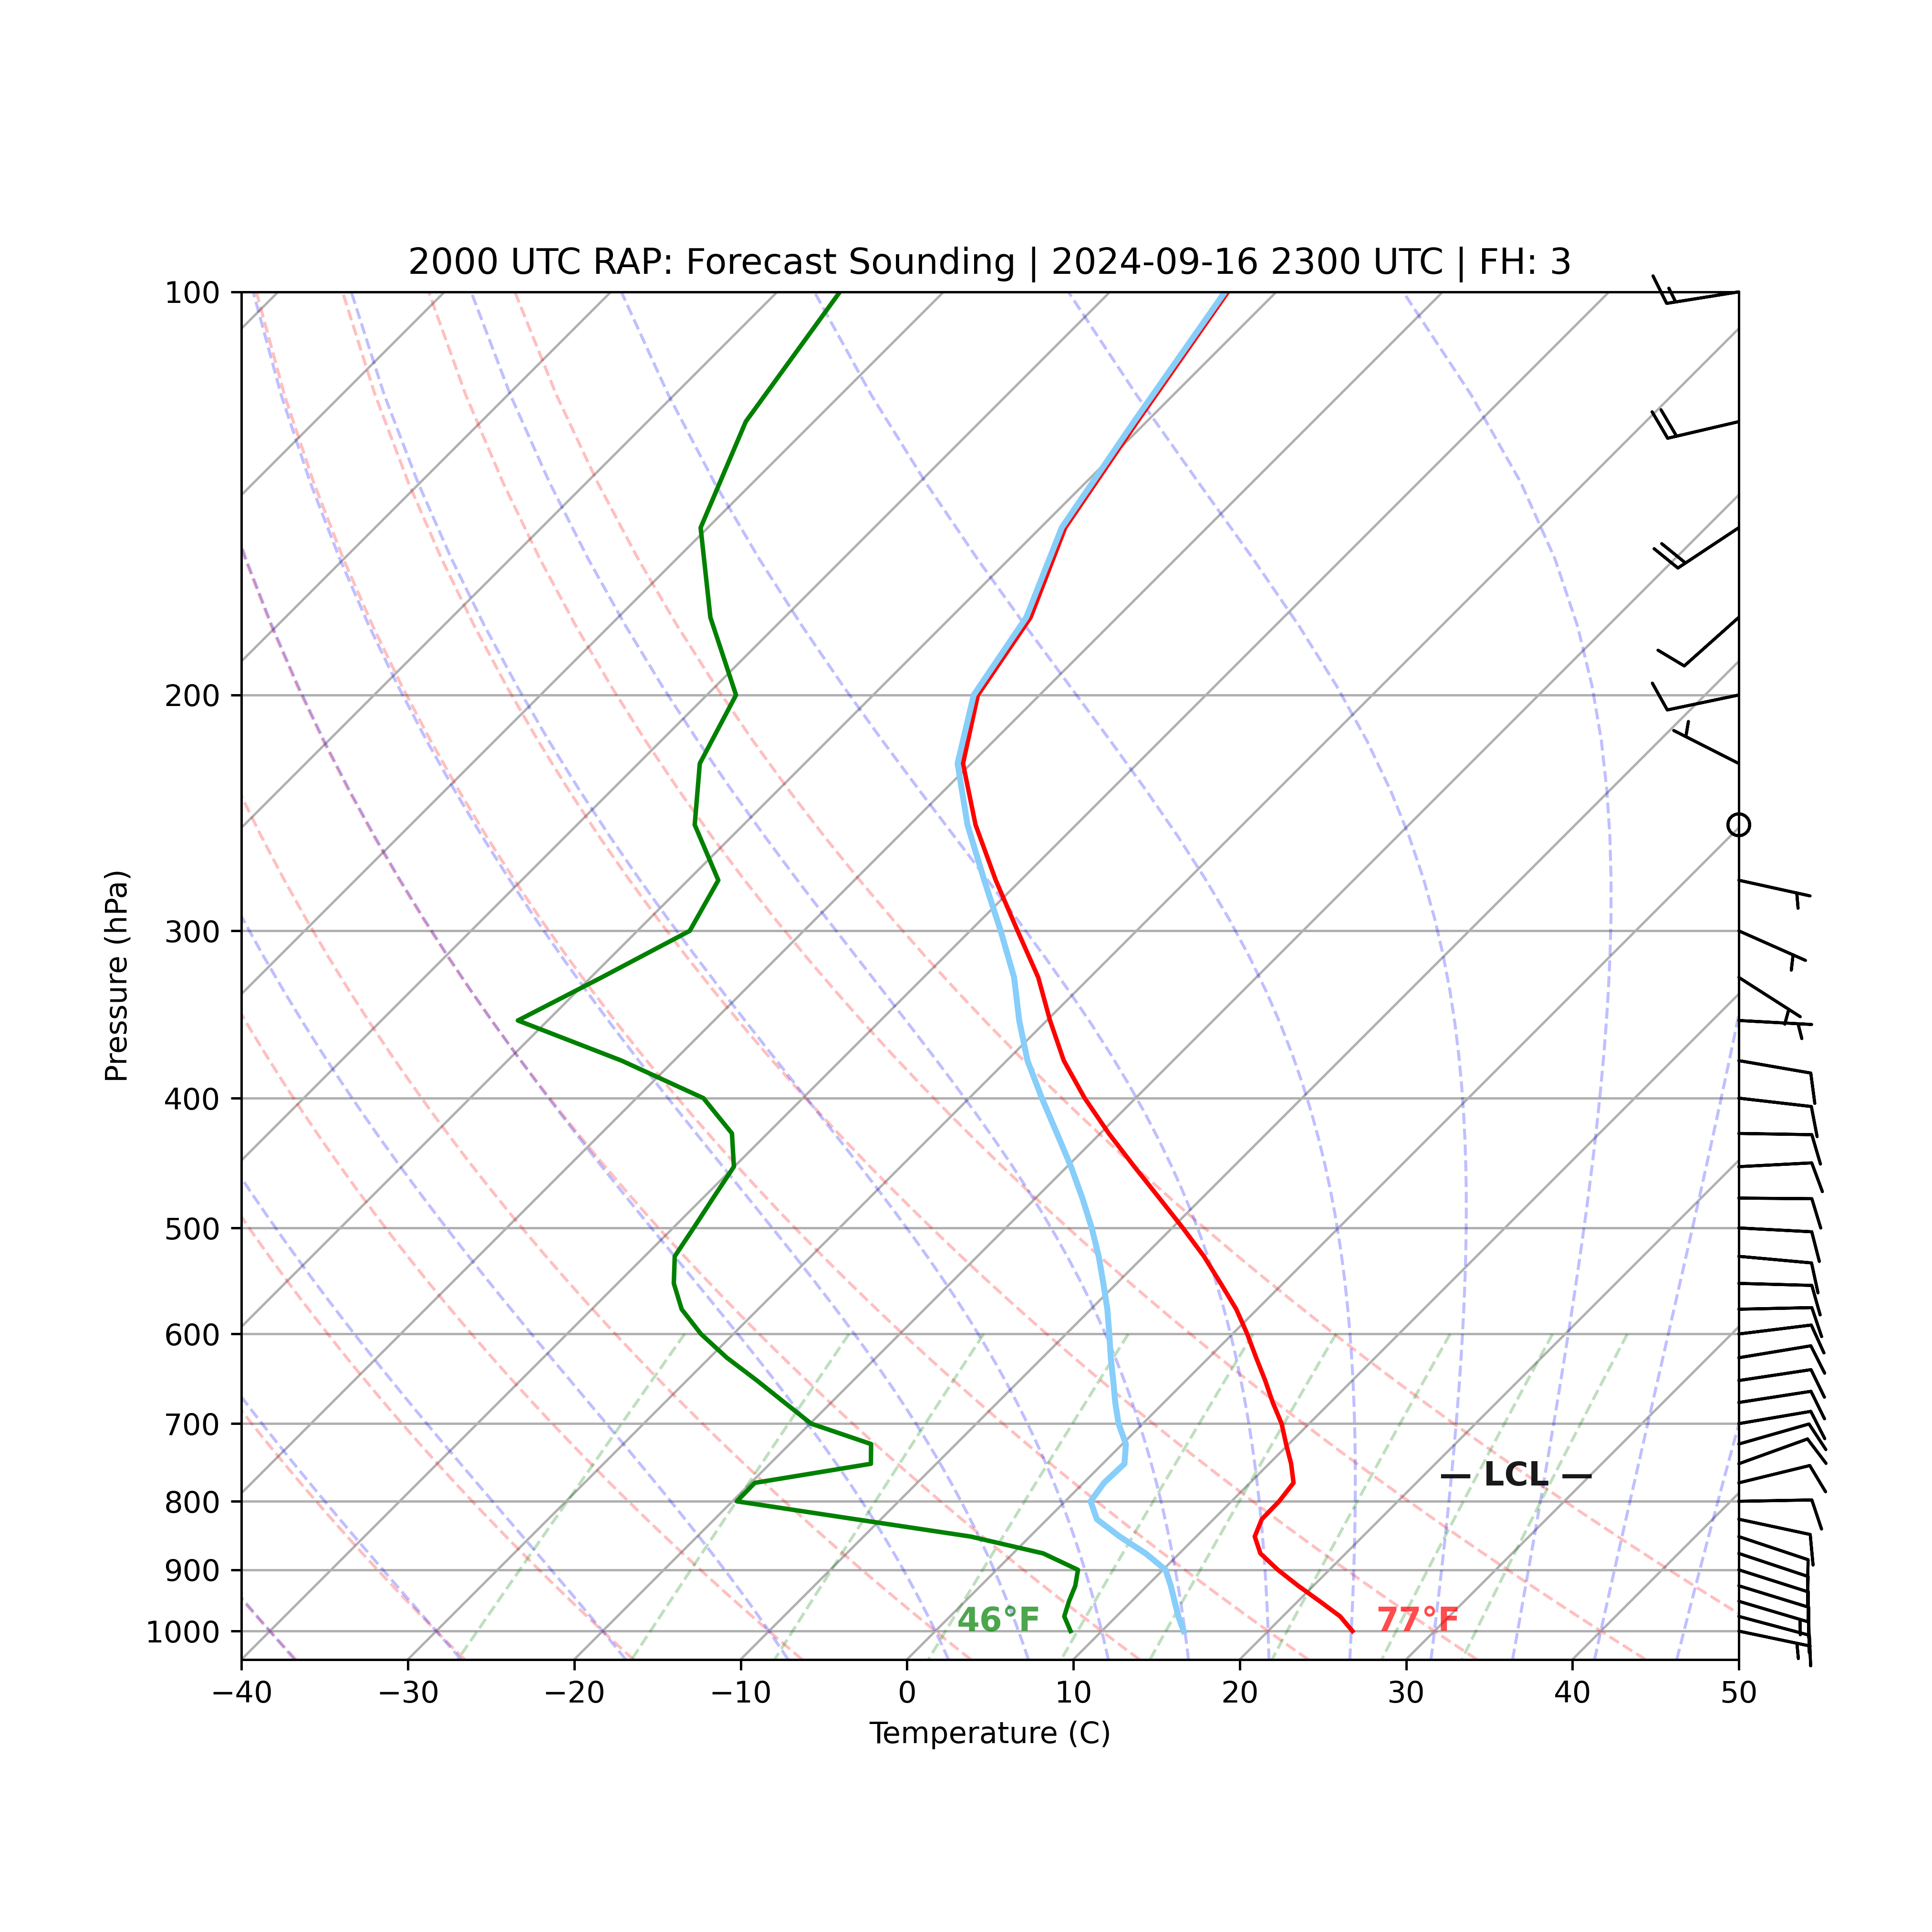 2000 UTC RAP: Forecast Sounding | 2024-09-16 2300 UTC | FH: 3
100
200
300
400
500
600
700
800
900
1000
Pressure (hPa)
— LCL —
46°F
77°F
−40 −30 −20 −10 0 10 20 30 40 50
Temperature (C)